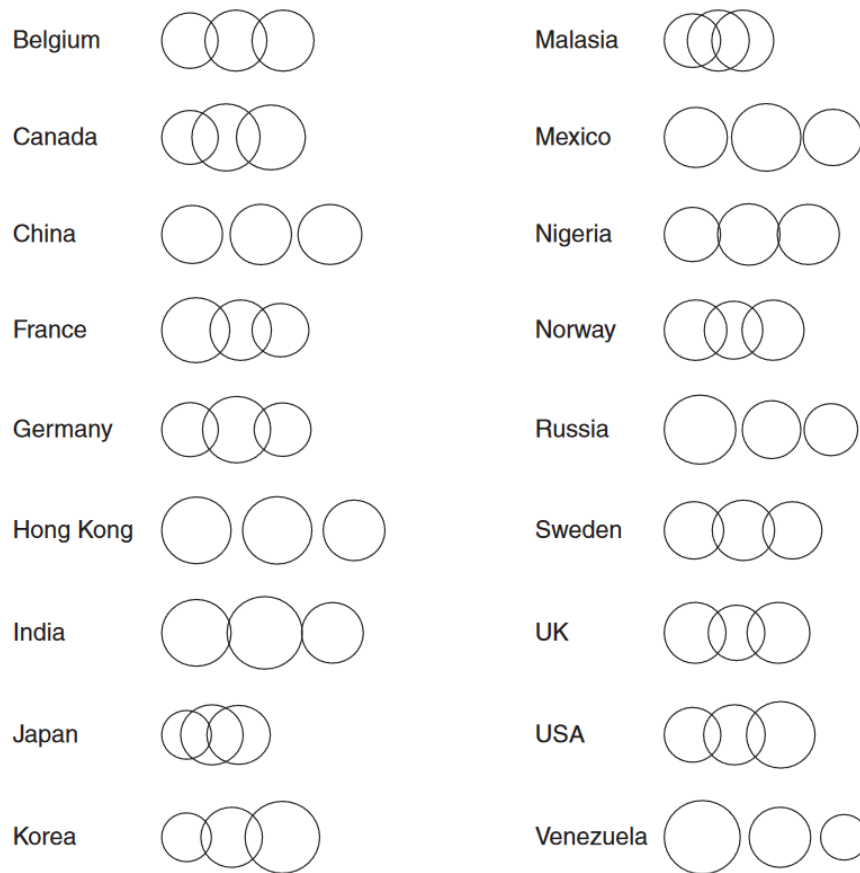 Belgium
Canada
China
France
Germany
Hong Kong
India
Japan
Korea
Malasia
Mexico
Nigeria
Norway
Russia
Sweden
UK
USA
Venezuela